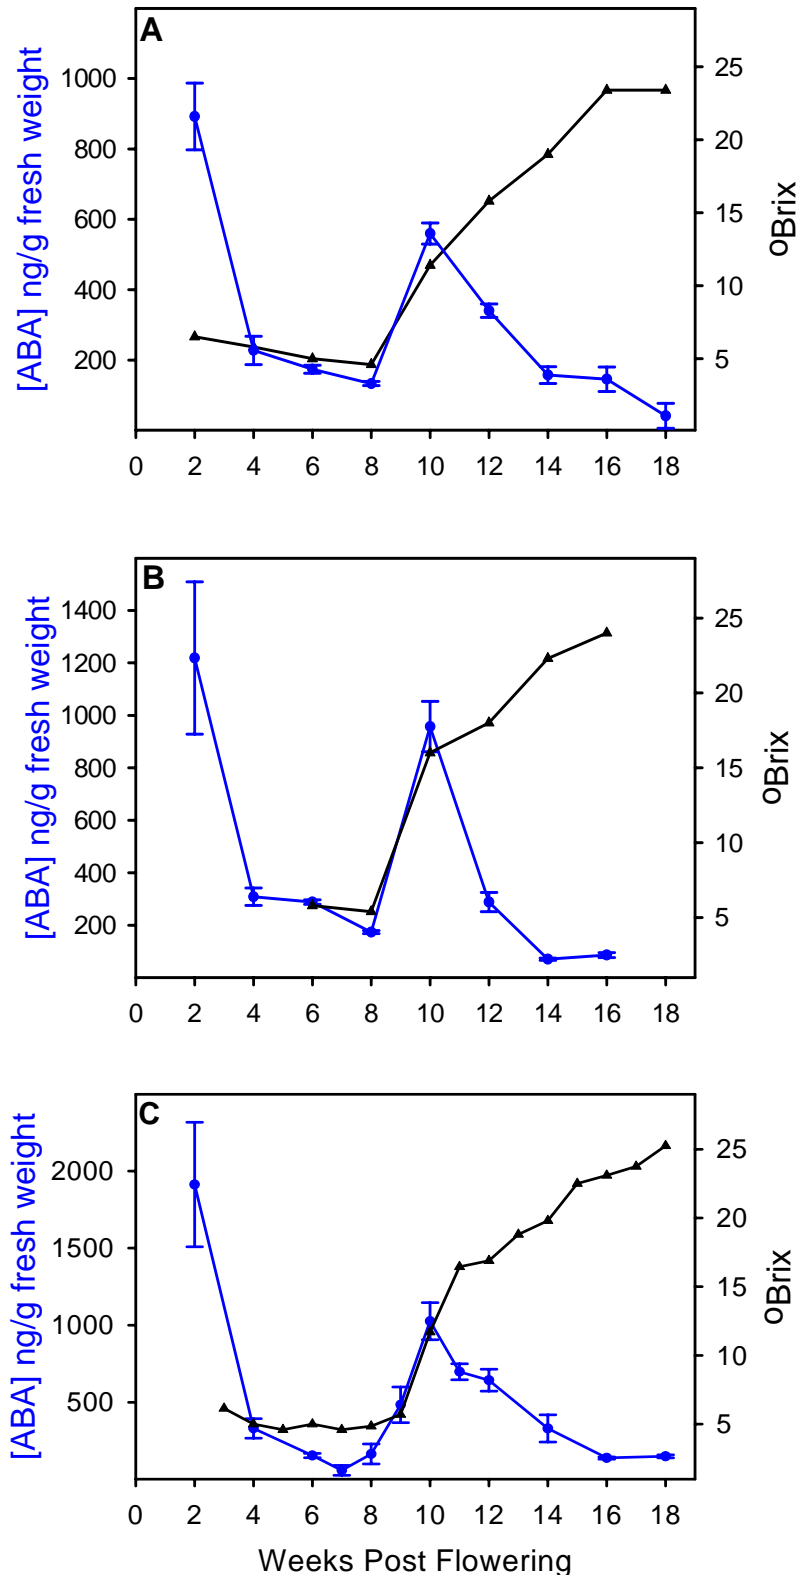 A
[ABA] ng/g fresh weight
1000
800
600
400
200
25
20
15
10
5
oBrix
0 2 4 6 8 10 12 14 16 18
B
[ABA] ng/g fresh weight
1400
1200
1000
800
600
400
200
25
20
15
10
5
oBrix
0 2 4 6 8 10 12 14 16 18
C
[ABA] ng/g fresh weight
2000
1500
1000
500
25
20
15
10
5
oBrix
0 2 4 6 8 10 12 14 16 18
Weeks Post Flowering